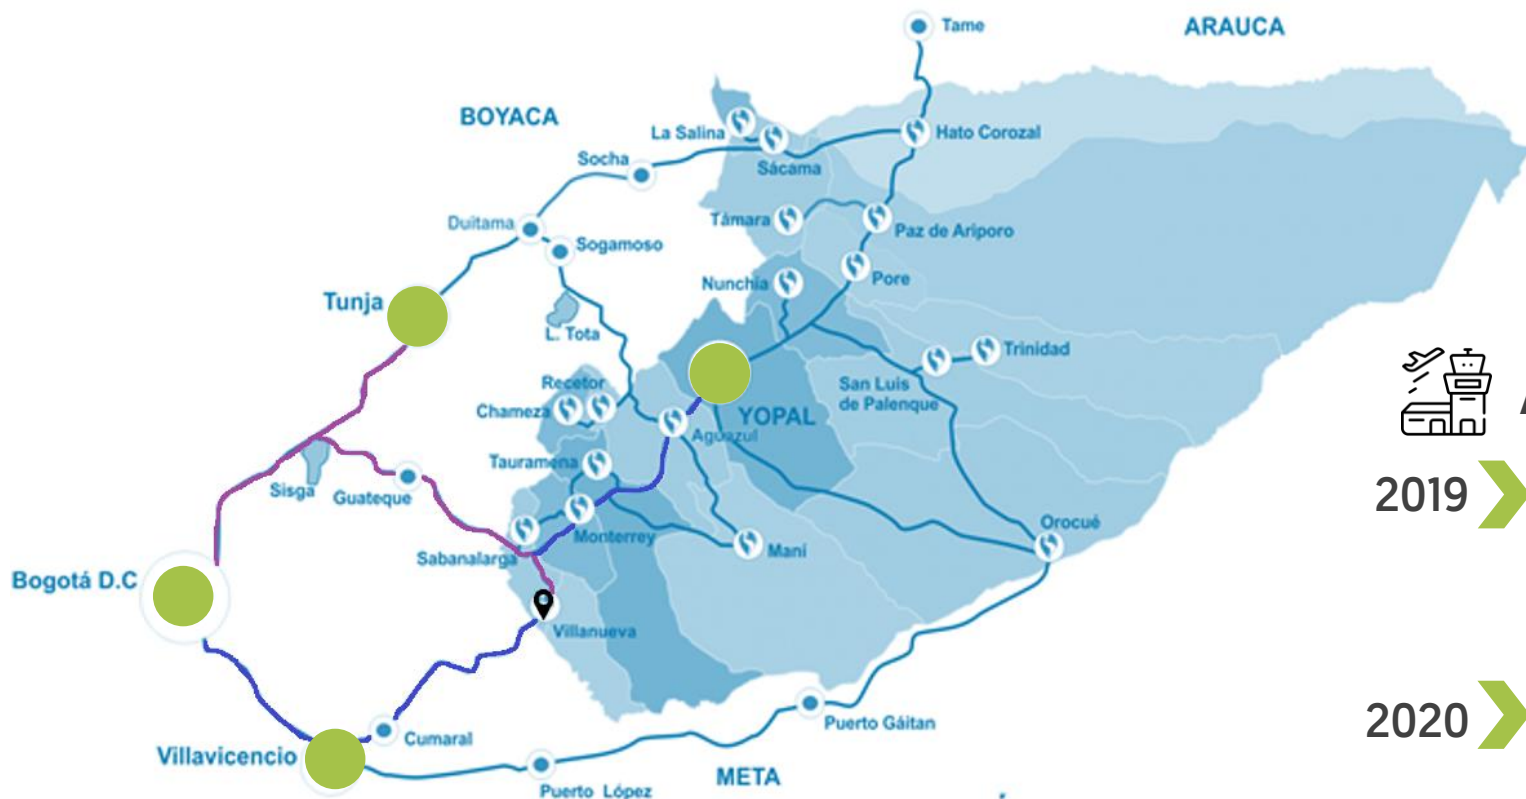 Tame
ARAUCA
BOYACA
La Salina
Hato Corozal
Socha
Sácama
Támara
Duitama
Paz de Ariporo
Sogamoso
Nunchia
Pore
Tunja
L. Tota
Trinidad
Recetor
San Luis
de Palenque
Chameza
YOPAL
Aguazul
Tauramena
Sisga
Guateque
2019
Orocué
Monterrey
Maní
Sabanalarga
Bogotá D.C
Villanueva
2020
Puerto Gáitan
Cumaral
Villavicencio
META
Puerto López